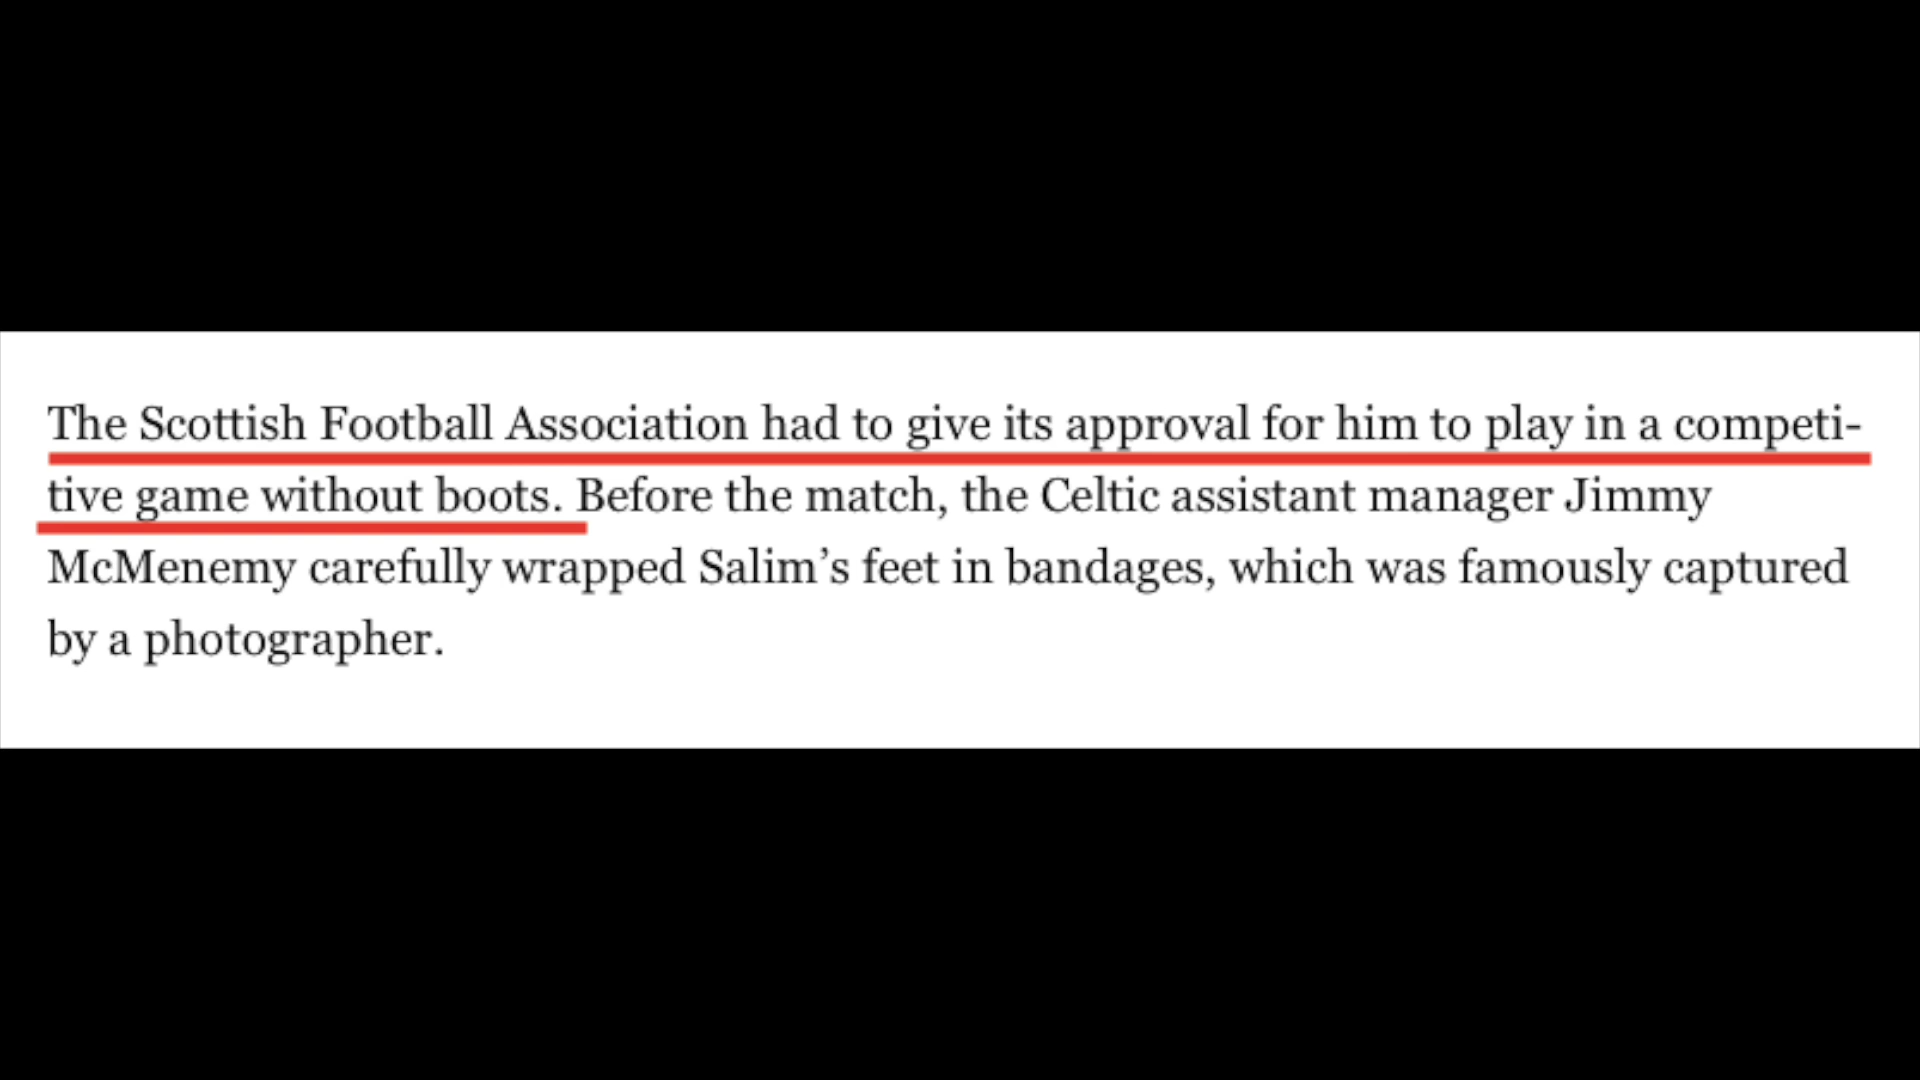 The Scottish Football Association had to give its approval for him to play in a competi-
tive game without boots. Before the match, the Celtic assistant manager Jimmy
McMenemy carefully wrapped Salim’s feet in bandages, which was famously captured
by a photographer.